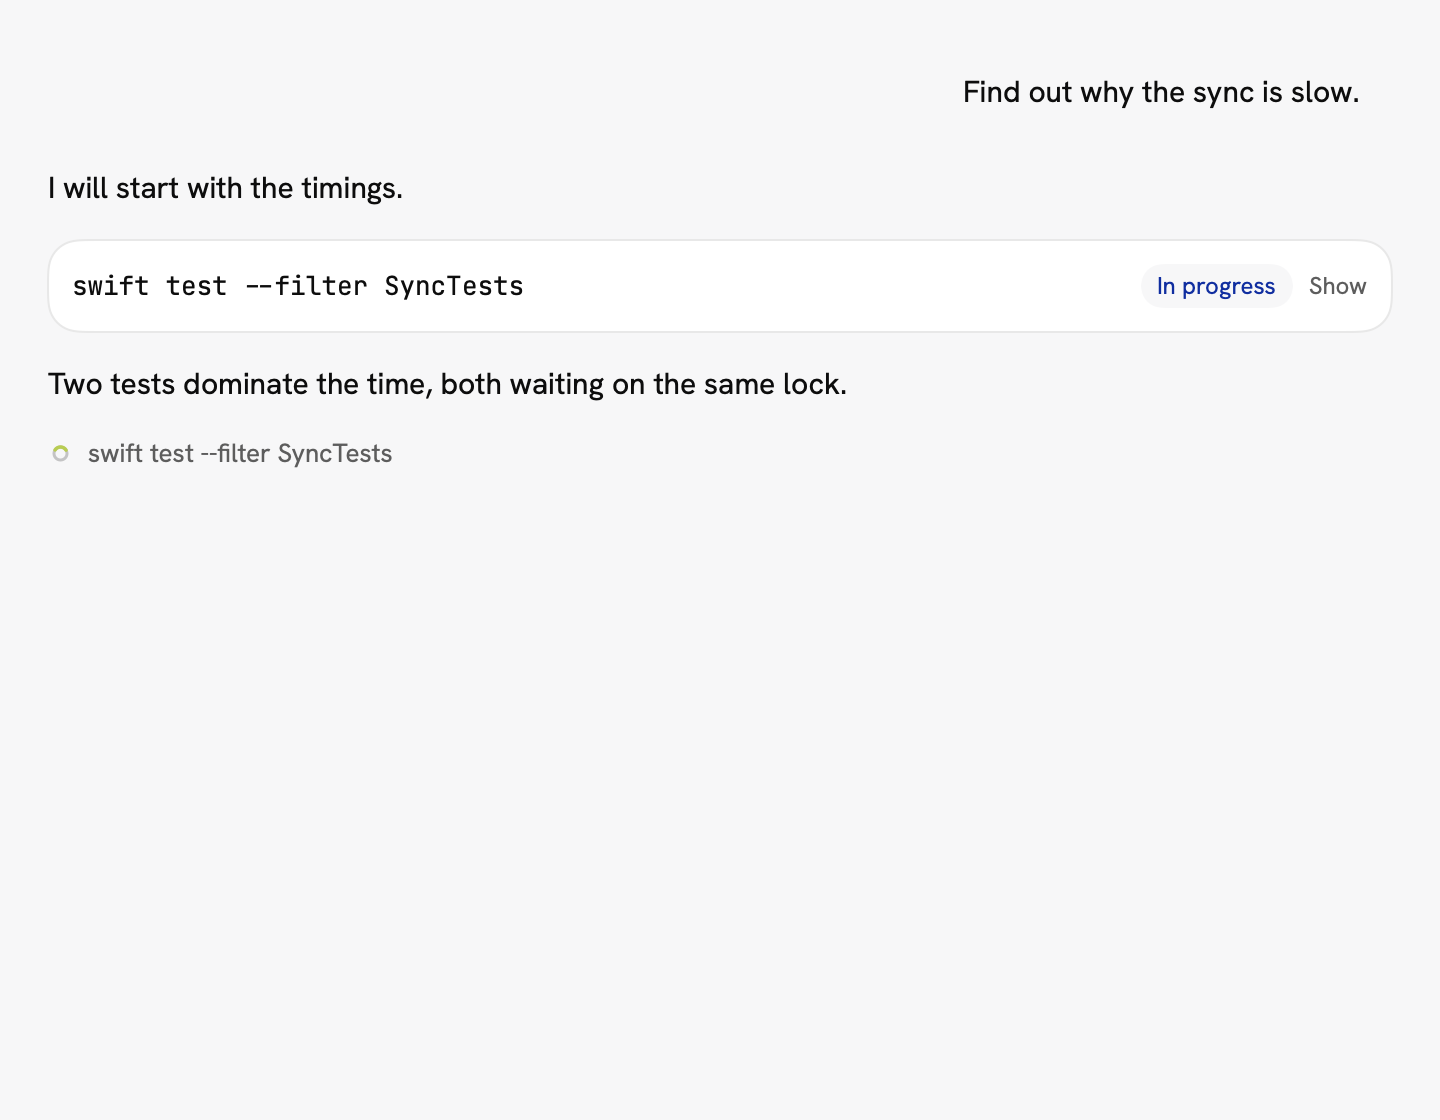 Find out why the sync is slow.
I will start with the timings.
swift test --filter SyncTests In progress Show
Two tests dominate the time, both waiting on the same lock.
swift test --filter SyncTests